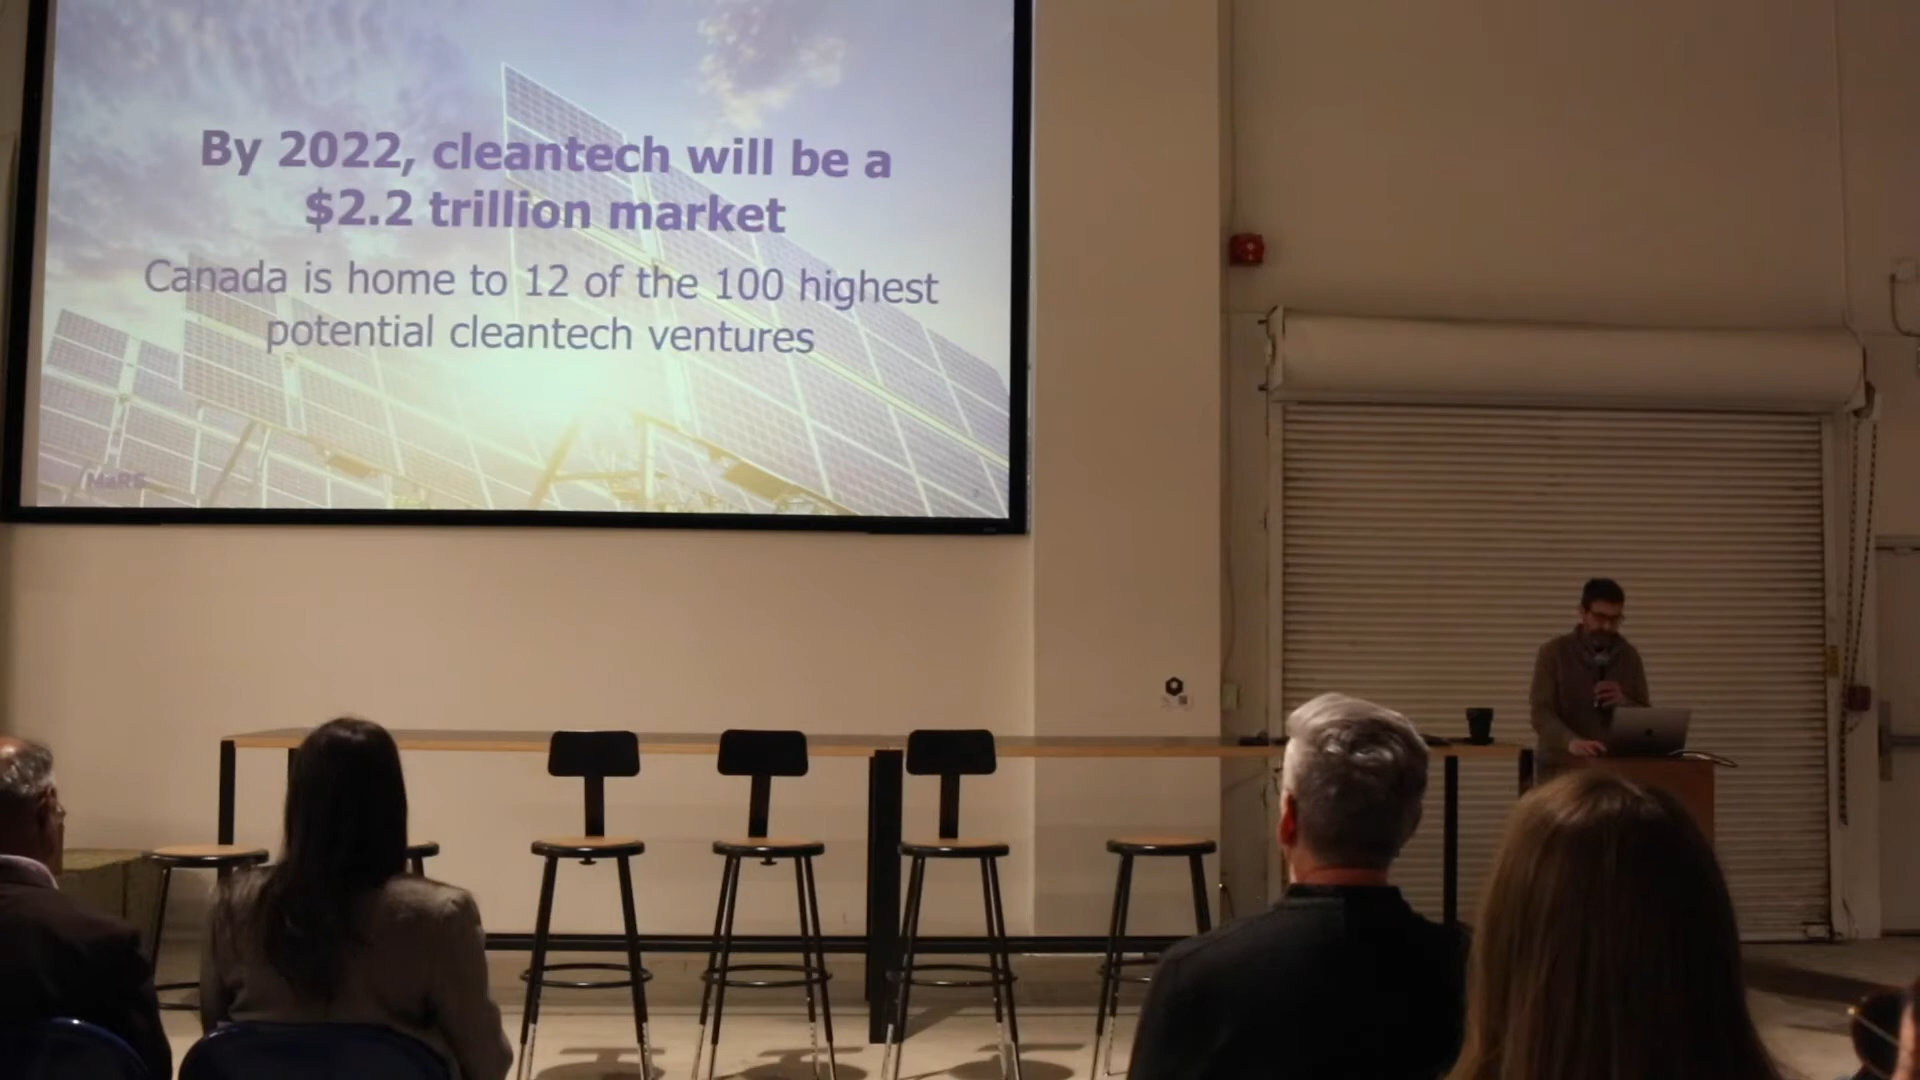 By 2022, cleantech will be a
$2.2 trillion market
Canada is home to 12 of the 100 highest
potential cleantech ventures
MaRS